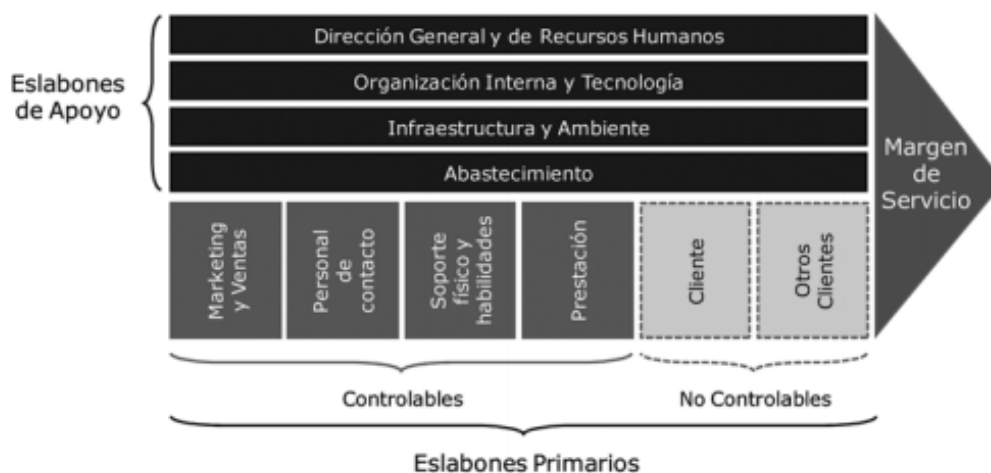 Dirección General y de Recursos Humanos
Organización Interna y Tecnología
Infraestructura y Ambiente
Abastecimiento
Eslabones
de Apoyo
Margen
de
Servicio
Marketing
y Ventas
Personal
de
contacto
Soporte
físico y
habilidades
Prestación
Cliente
Otros
Clientes
Controlables
No Controlables
Eslabones Primarios